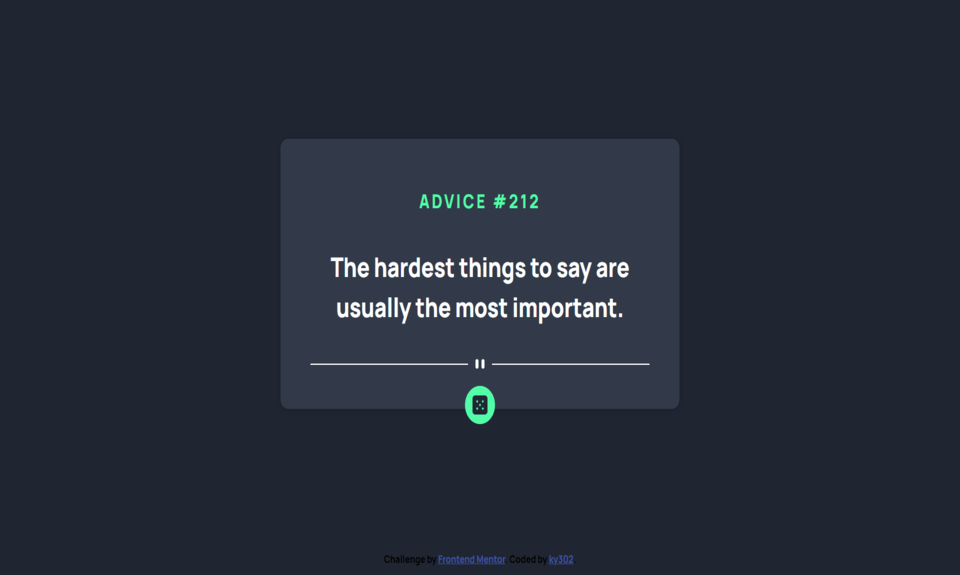 ADVICE #212
The hardest things to say are
usually the most important.
Challenge by Frontend Mentor. Coded by ky302.